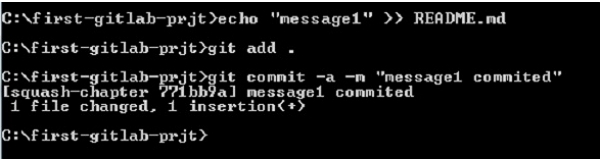 C:\first-gitlab-prjt>echo "message1" >> README.md
C:\first-gitlab-prjt>git add .
C:\first-gitlab-prjt>git commit -a -m "message1 commited"
[squash-chapter 771bb9a] message1 commited
1 file changed, 1 insertion(+)
C:\first-gitlab-prjt>